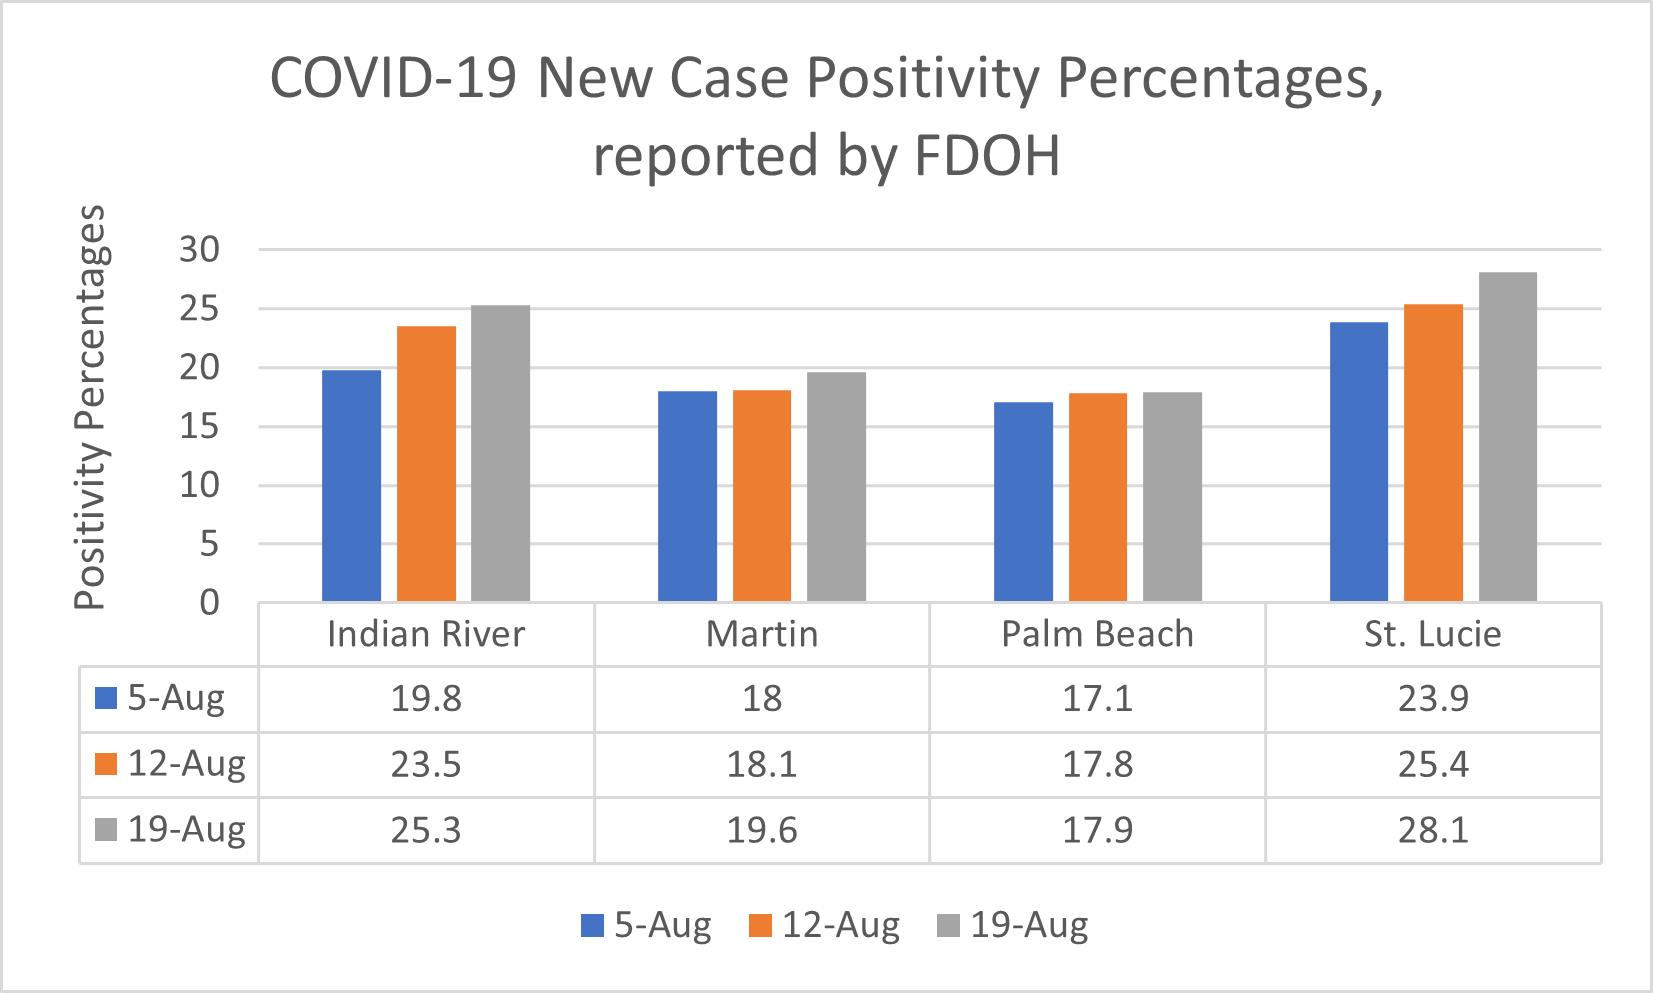 COVID-19 New Case Positivity Percentages,
reported by FDOH
Positivity Percentages
30
25
20
15
10
5
0
Indian River Martin Palm Beach St. Lucie
5-Aug 19.8 18 17.1 23.9
12-Aug 23.5 18.1 17.8 25.4
19-Aug 25.3 19.6 17.9 28.1
5-Aug 12-Aug 19-Aug